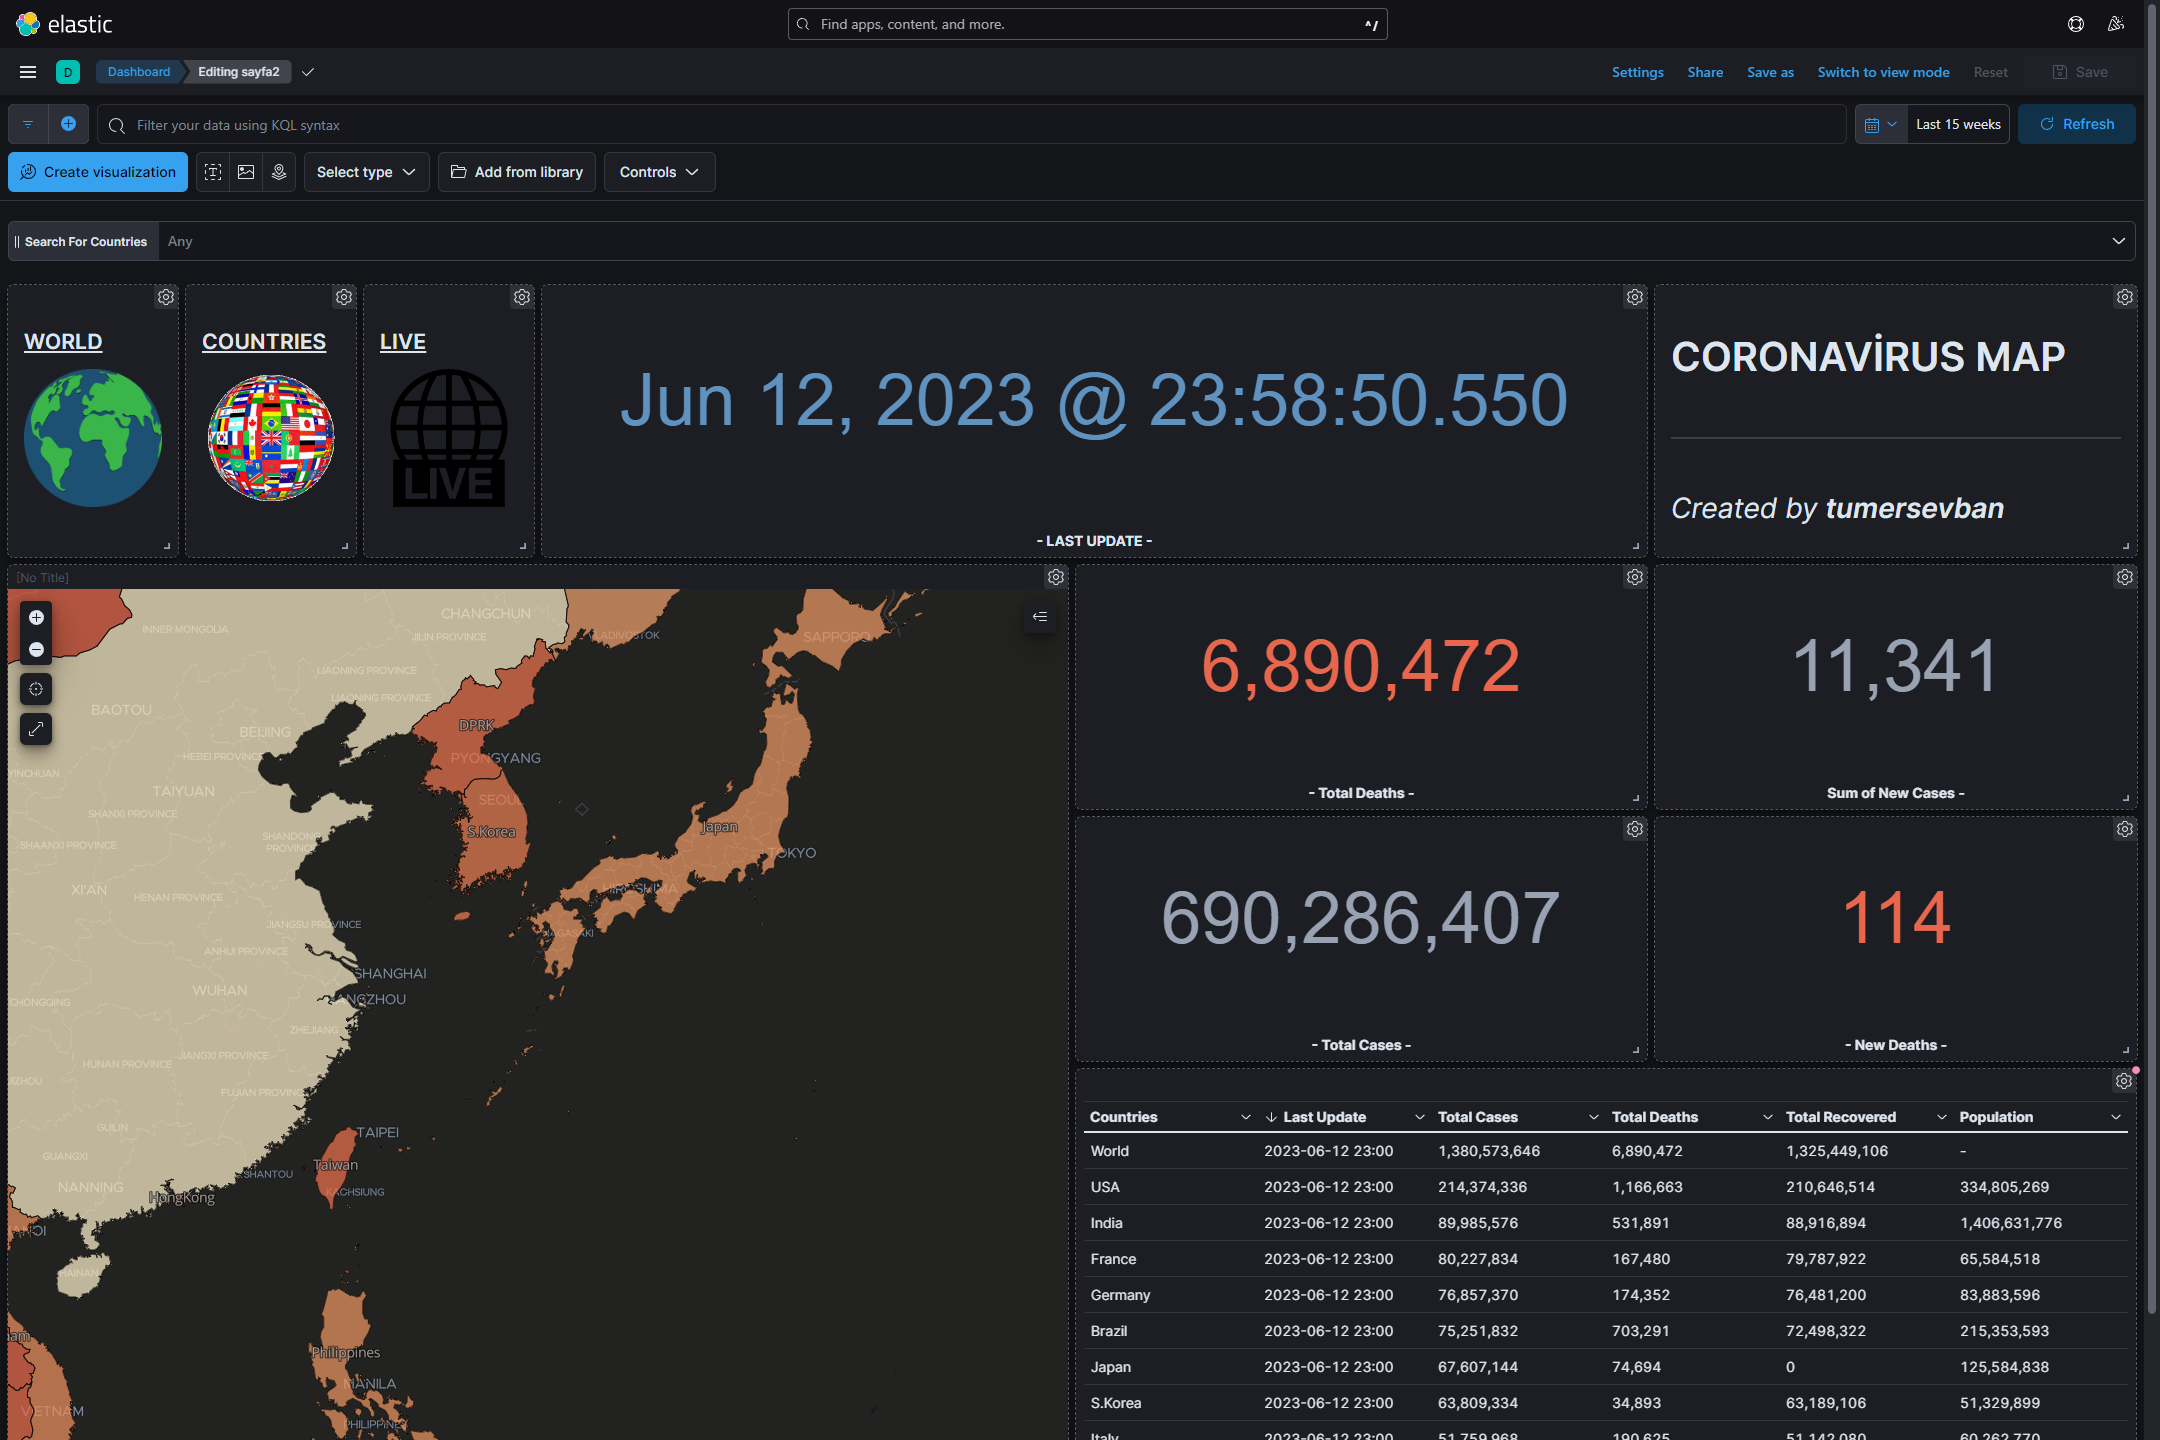 elastic
Find apps, content, and more.
^/
D
Dashboard
Editing sayfa2
Settings
Share
Save as
Switch to view mode
Reset
Save
Filter your data using KQL syntax
Last 15 weeks
Refresh
Create visualization
Select type
Add from library
Controls
Search For Countries
Any
WORLD
COUNTRIES
LIVE
LIVE
Jun 12, 2023 @ 23:58:50.550
- LAST UPDATE -
CORONAVİRUS MAP
Created by tumersevban
[No Title]
CHANGCHUN
INNER MONGOLIA
JILIN PROVINCE
VLADIVOSTOK
SAPPORO
LIAONING PROVINCE
LIAONING PROVINCE
BAOTOU
DPRK
BEIJING
HEBEI PROVINCE
PYONGYANG
YINCHUAN
TAIYUAN
SEOUL
SHANXI PROVINCE
S.Korea
Japan
SHANDONG
PROVINCE
SHAANXI PROVINCE
TOKYO
XI'AN
HIROSHIMA
HENAN PROVINCE
JIANGSU PROVINCE
NAGASAKI
ANHUI PROVINCE
SHANGHAI
WUHAN
ANGZHOU
CHONGQING
ZHEJIANG
JIANGXI PROVINCE
HUNAN PROVINCE
IZHOU
FUJIAN PROVINC
GUILIN
TAIPEI
GUANGXI
Taiwan
SHANTOU
NANNING
HongKong
KAOHSIUNG
ANOI
HAINAN
nam
Philippines
MANILA
VIETNAM
PHILIPPINE
6,890,472
- Total Deaths -
11,341
Sum of New Cases -
690,286,407
- Total Cases -
114
- New Deaths -
Countries Last Update Total Cases Total Deaths Total Recovered Population
World 2023-06-12 23:00 1,380,573,646 6,890,472 1,325,449,106 -
USA 2023-06-12 23:00 214,374,336 1,166,663 210,646,514 334,805,269
India 2023-06-12 23:00 89,985,576 531,891 88,916,894 1,406,631,776
France 2023-06-12 23:00 80,227,834 167,480 79,787,922 65,584,518
Germany 2023-06-12 23:00 76,857,370 174,352 76,481,200 83,883,596
Brazil 2023-06-12 23:00 75,251,832 703,291 72,498,322 215,353,593
Japan 2023-06-12 23:00 67,607,144 74,694 0 125,584,838
S.Korea 2023-06-12 23:00 63,809,334 34,893 63,189,106 51,329,899
Italy 2023-06-12 23:00 51,759,968 190,625 51,142,080 60,262,770